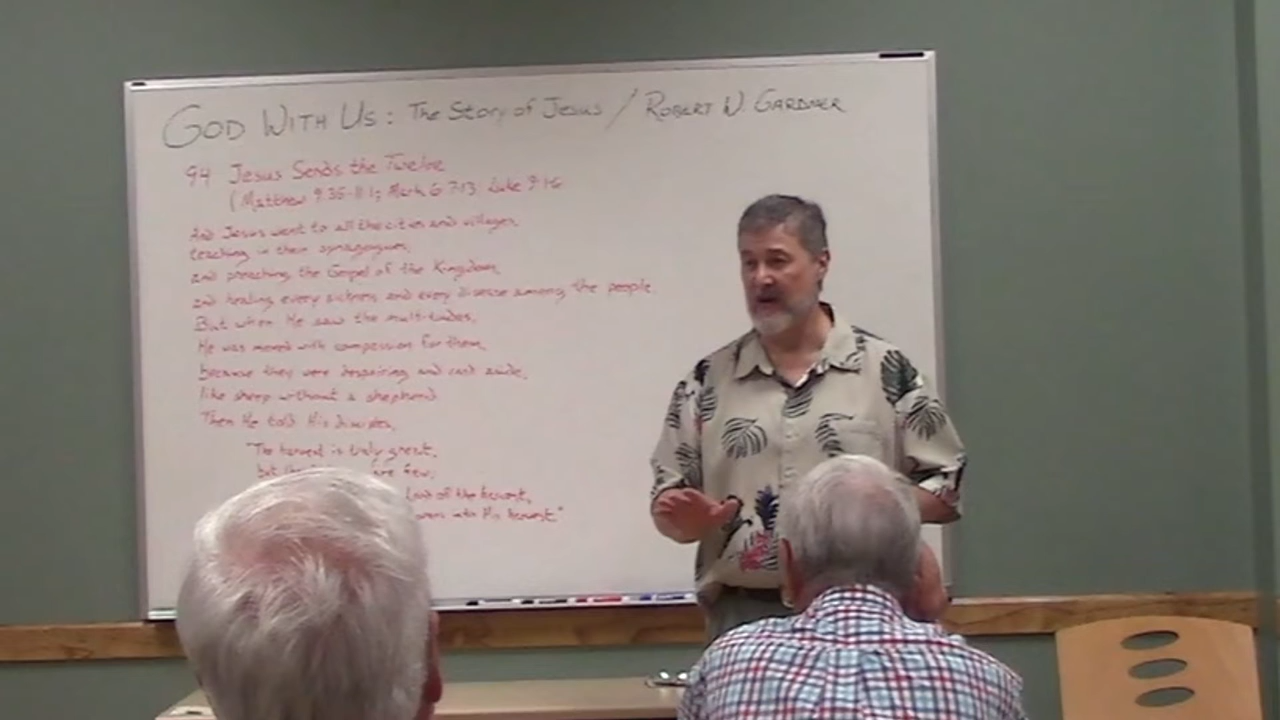 GOD WITH US: The Story of Jesus / ROBERT W. GARDNER
94 Jesus Sends the Twelve
(Matthew 9:35-11:1; Mark 6:7-13; Luke 9:1-6
And Jesus went to all the cities and villages,
teaching in their synagogues,
and preaching the Gospel of the Kingdom,
and healing every sickness and every disease among the people.
But when He saw the multitudes,
He was moved with compassion for them,
because they were despairing and cast aside,
like sheep without a shepherd.
Then He told His disciples,
"The harvest is truly great,
but the are few;
Lord of the harvest,
into His harvest."